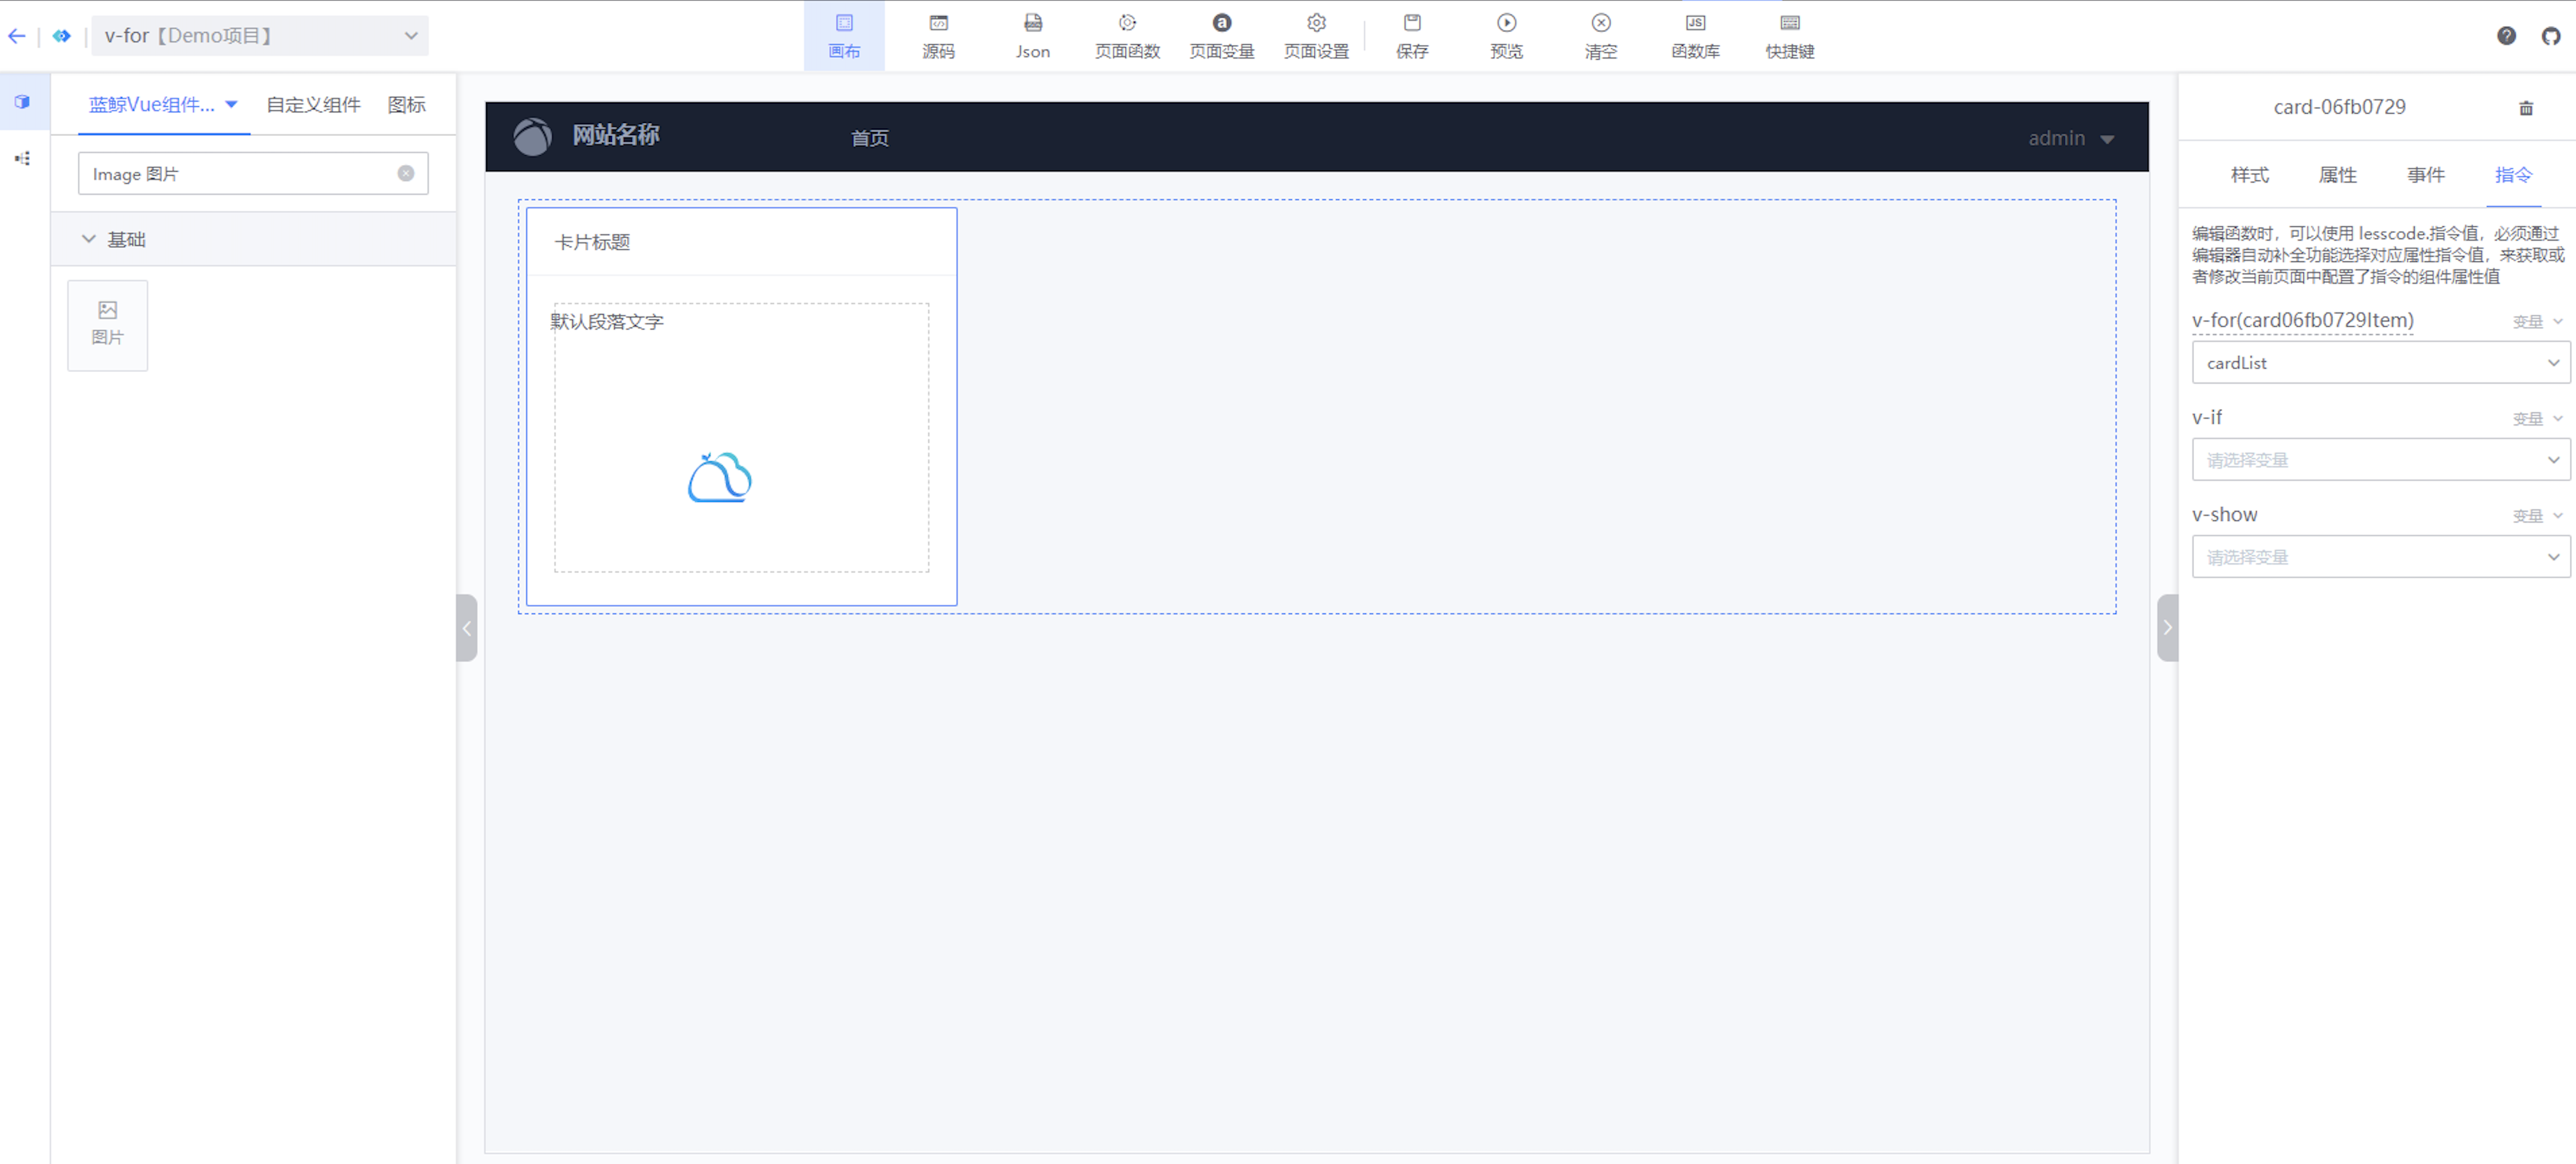 v-for【Demo项目】
画布
源码
Json
页面函数
页面变量
页面设置
保存
预览
清空
函数库
快捷键
蓝鲸Vue组件...
自定义组件
图标
Image 图片
基础
图片
网站名称
首页
admin
卡片标题
默认段落文字
card-06fb0729
样式
属性
事件
指令
编辑函数时，可以使用 lesscode.指令值，必须通过
编辑器自动补全功能选择对应属性指令值，来获取或
者修改当前页面中配置了指令的组件属性值
v-for(card06fb0729Item)
变量
cardList
v-if
变量
请选择变量
v-show
变量
请选择变量